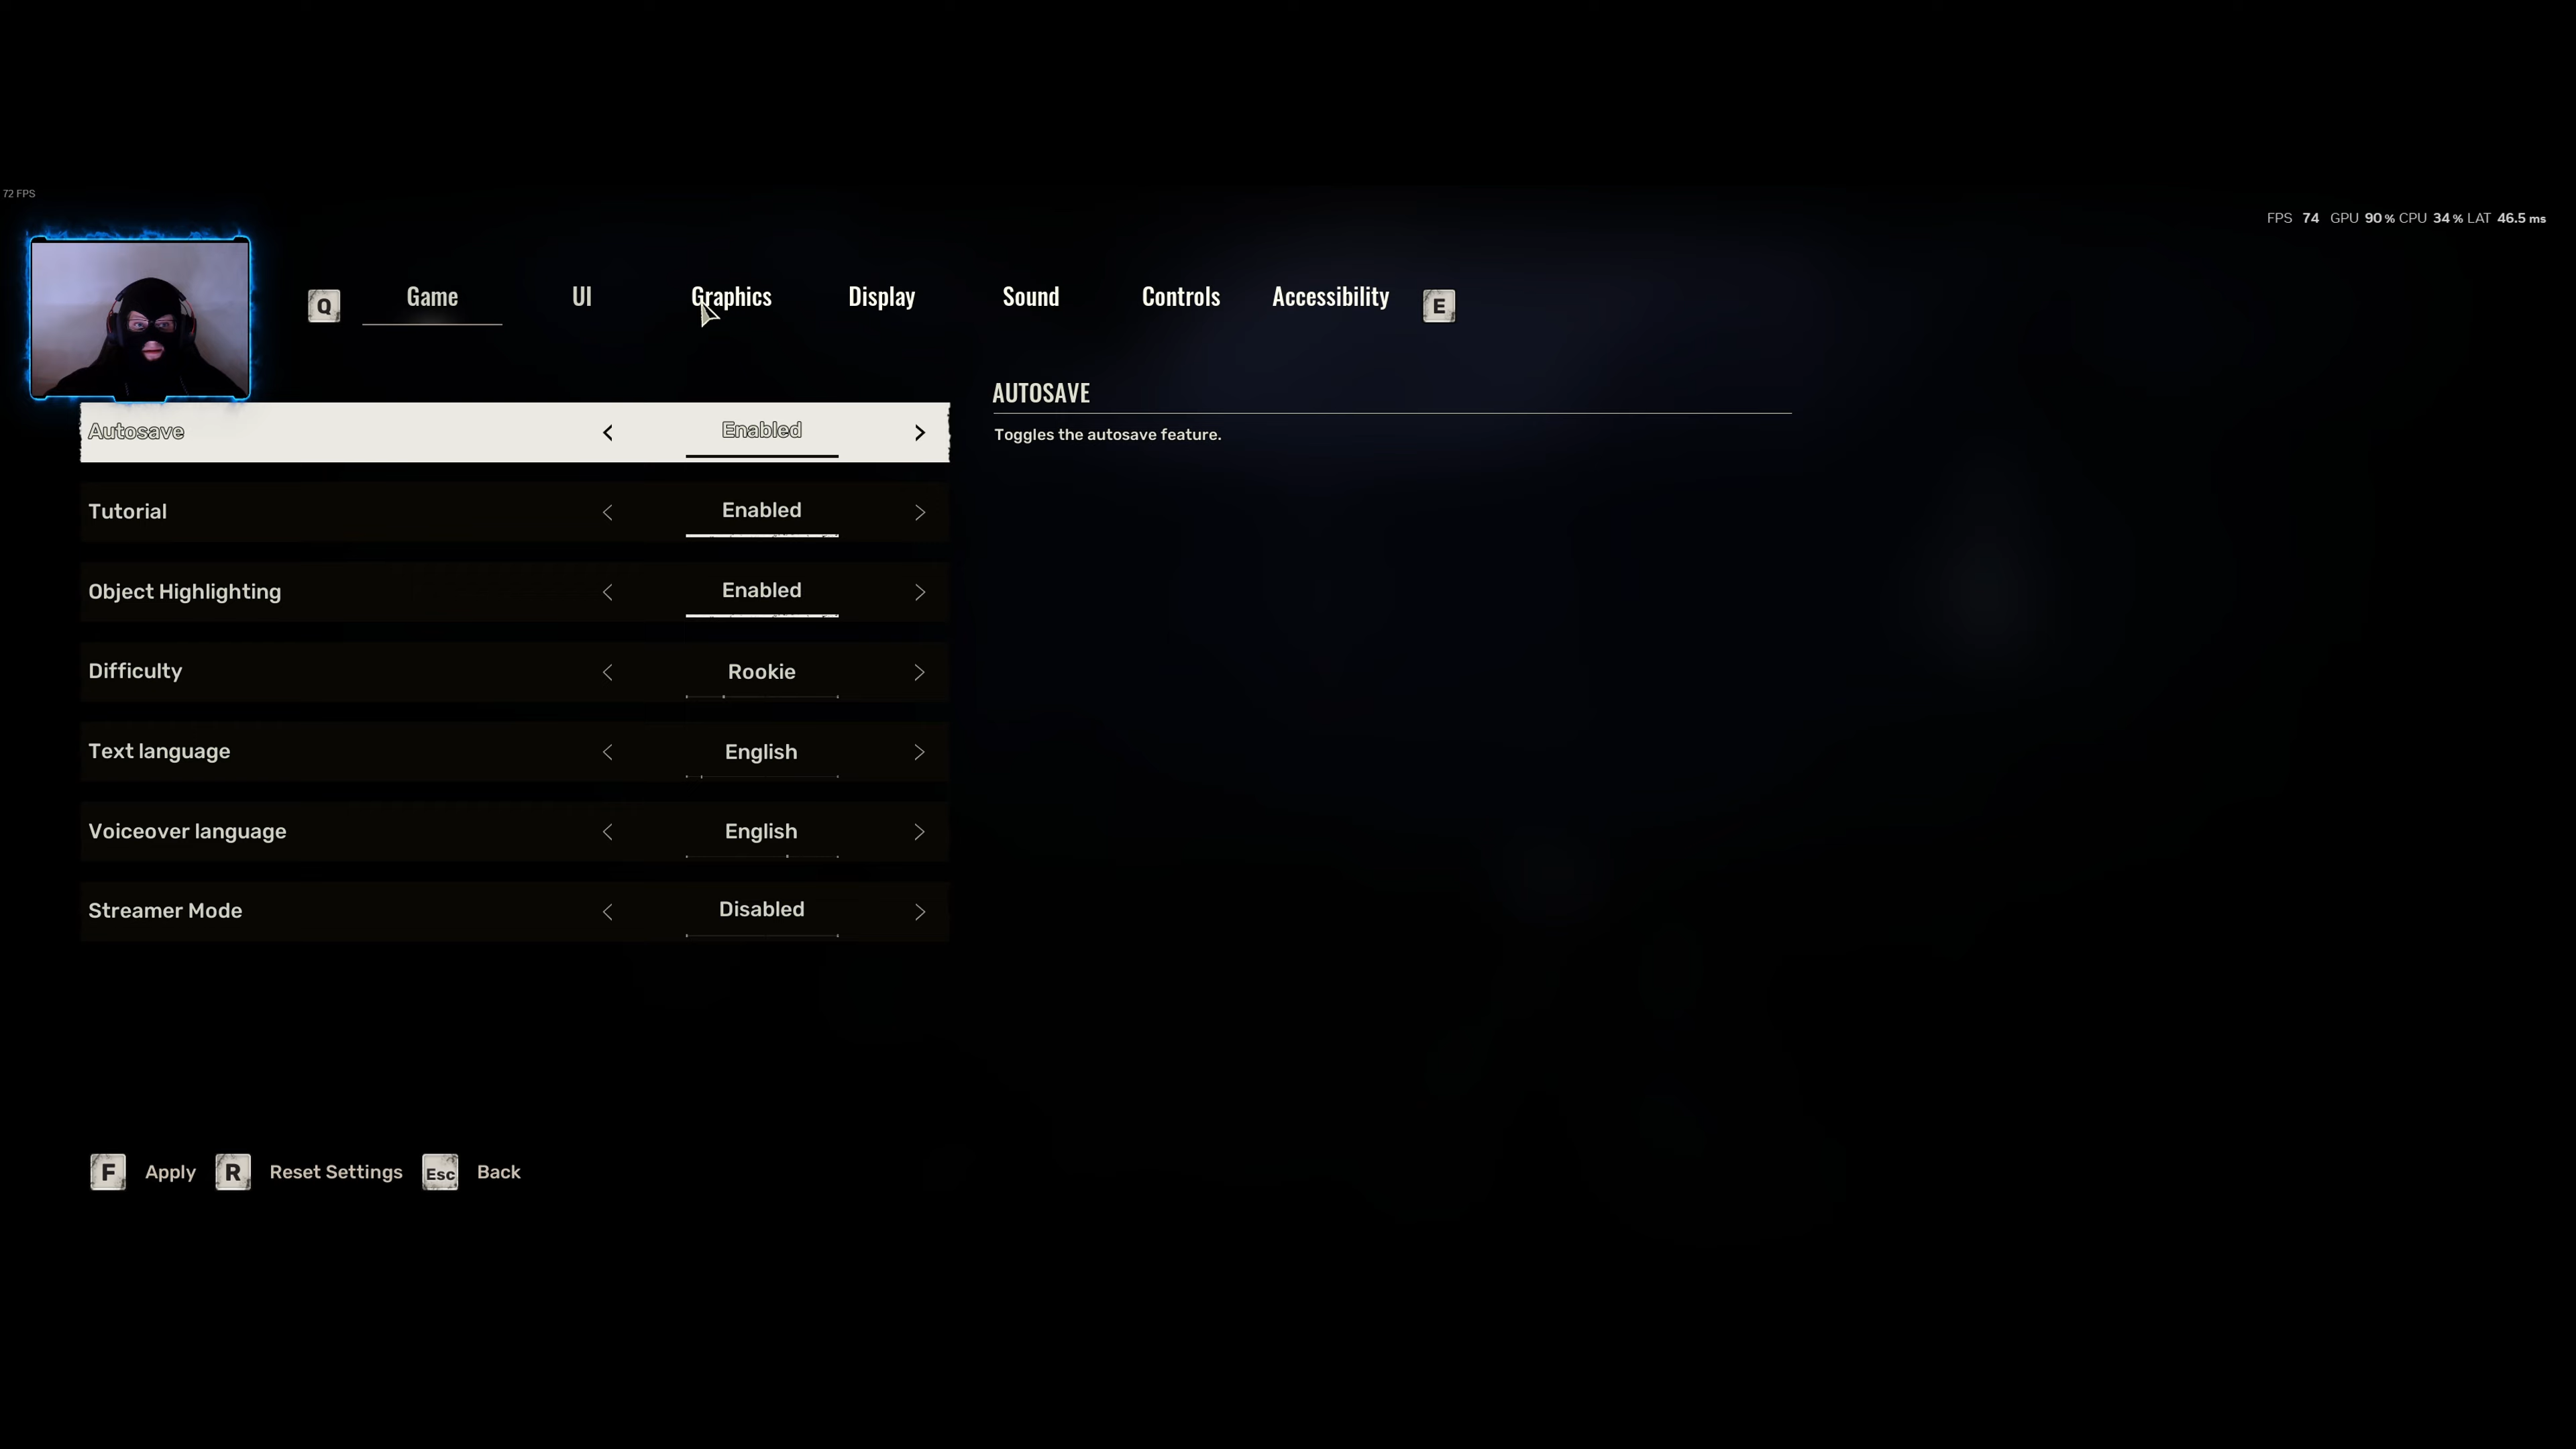 72 FPS
FPS 74 GPU 90 % CPU 34 % LAT 46.5 ms
Q Game UI Graphics Display Sound Controls Accessibility E
AUTOSAVE
Toggles the autosave feature.
Autosave Enabled
Tutorial Enabled
Object Highlighting Enabled
Difficulty Rookie
Text language English
Voiceover language English
Streamer Mode Disabled
F Apply R Reset Settings Esc Back